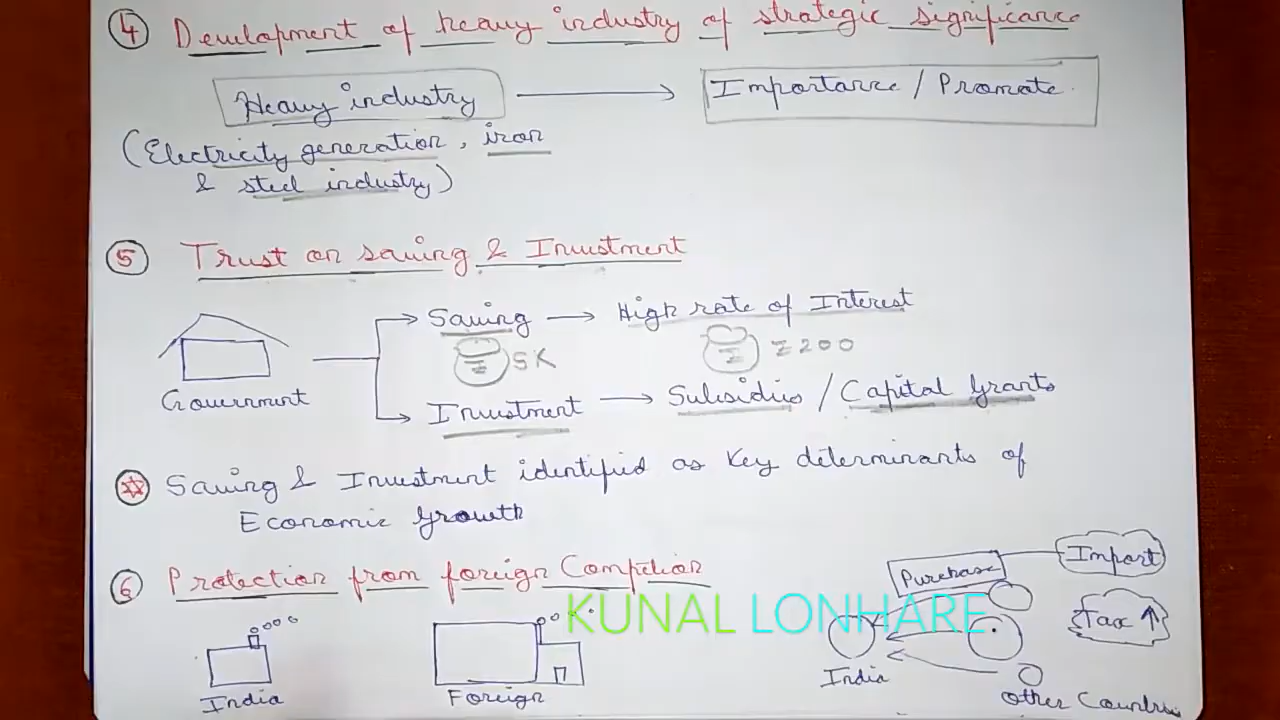 4 Development of heavy industry of strategic significance
Heavy industry → Importance / Promote
(Electricity generation, iron
& steel industry)
5 Trust on saving & Investment
Saving → High rate of Interest
₹ 5K ₹ ₹200
Government
Investment → Subsidies / Capital Grants
Saving & Investment identified as key determinants of
Economic Growth
6 Protection from foreign Compition
Purchase
Import
KUNAL LONHARE
Tax ↑
India
Foreign
India
Other Countries